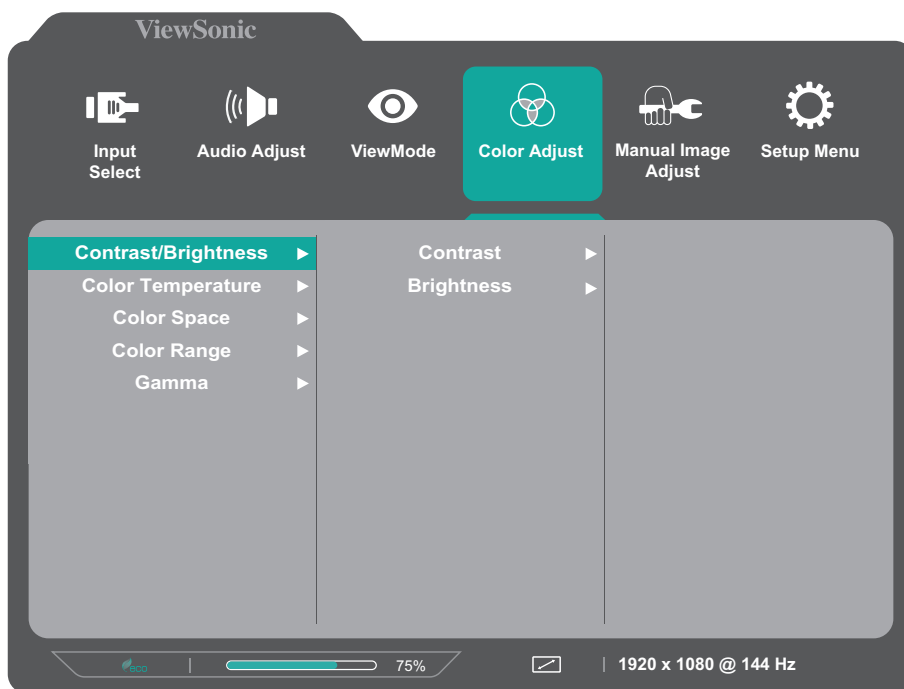 ViewSonic
Input
Select
Audio Adjust
ViewMode
Color Adjust
Manual Image
Adjust
Setup Menu
Contrast/Brightness
Color Temperature
Color Space
Color Range
Gamma
Contrast
Brightness
eco
75%
1920 x 1080 @ 144 Hz